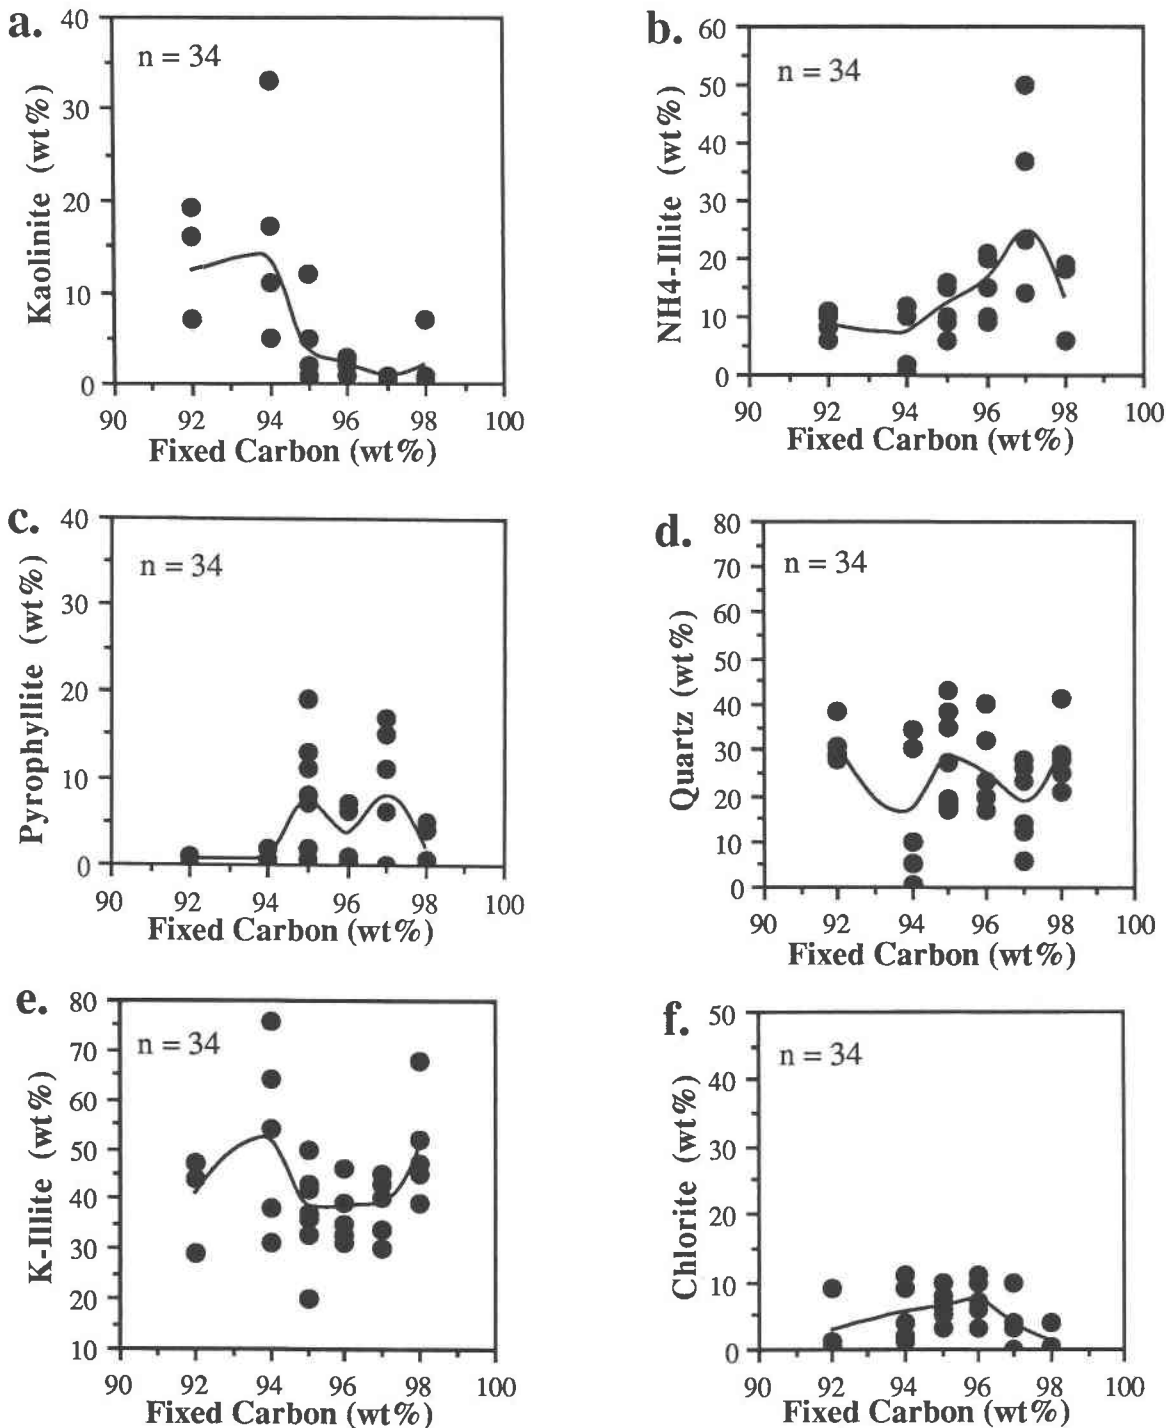 a.
n = 34
Kaolinite (wt%)
40
30
20
10
0
90 92 94 96 98 100
Fixed Carbon (wt%)
b.
n = 34
NH4-Illite (wt%)
60
50
40
30
20
10
0
90 92 94 96 98 100
Fixed Carbon (wt%)
c.
n = 34
Pyrophyllite (wt%)
40
30
20
10
0
90 92 94 96 98 100
Fixed Carbon (wt%)
d.
n = 34
Quartz (wt%)
80
70
60
50
40
30
20
10
0
90 92 94 96 98 100
Fixed Carbon (wt%)
e.
n = 34
K-Illite (wt%)
80
70
60
50
40
30
20
10
90 92 94 96 98 100
Fixed Carbon (wt%)
f.
n = 34
Chlorite (wt%)
50
40
30
20
10
0
90 92 94 96 98 100
Fixed Carbon (wt%)